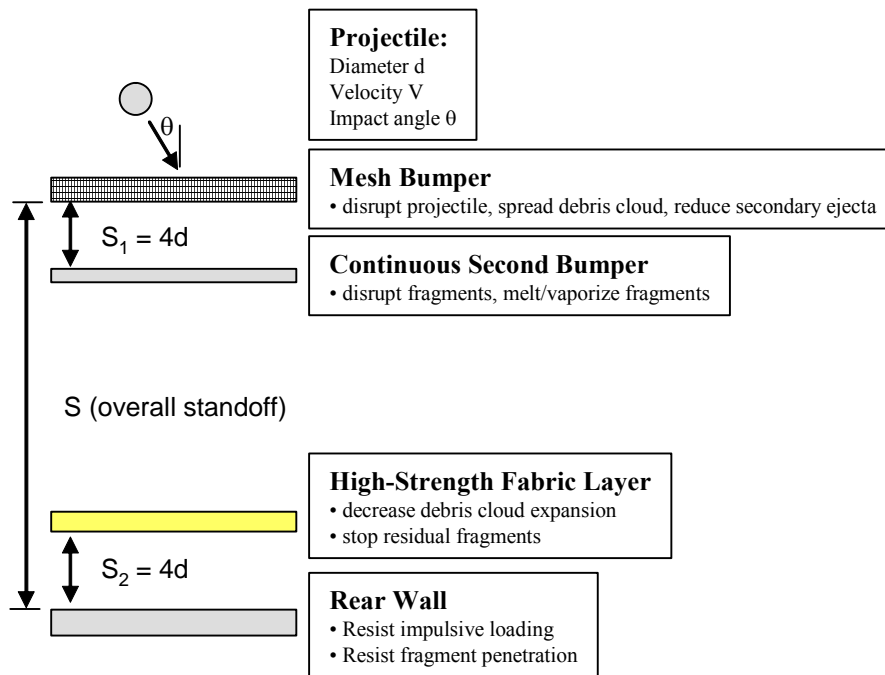 Projectile:
Diameter d
Velocity V
Impact angle θ
θ
Mesh Bumper
• disrupt projectile, spread debris cloud, reduce secondary ejecta
S₁ = 4d
Continuous Second Bumper
• disrupt fragments, melt/vaporize fragments
S (overall standoff)
High-Strength Fabric Layer
• decrease debris cloud expansion
• stop residual fragments
S₂ = 4d
Rear Wall
• Resist impulsive loading
• Resist fragment penetration